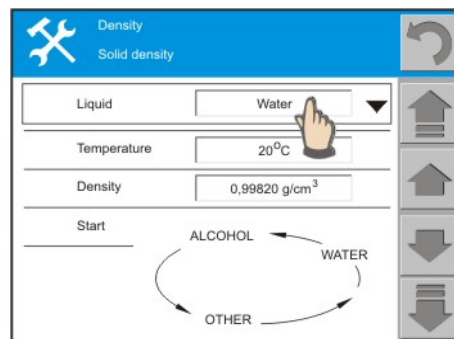 Density
Solid density
Liquid Water
Temperature 20°C
Density 0,99820 g/cm³
Start
ALCOHOL
WATER
OTHER